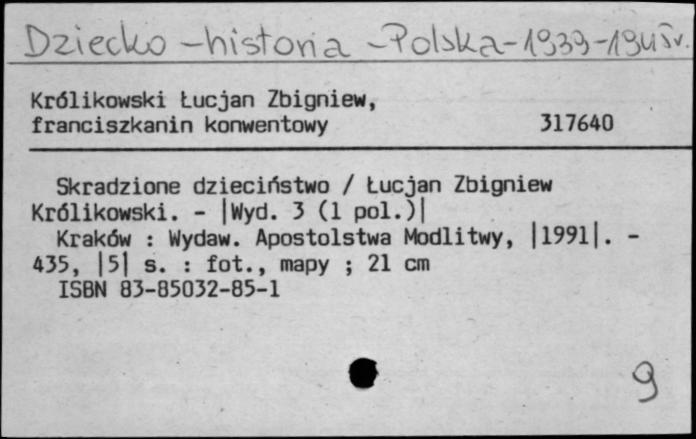 Dziecko - historia - Polska - 1939-1945r.
Królikowski Łucjan Zbigniew,
franciszkanin konwentowy 317640
Skradzione dzieciństwo / Łucjan Zbigniew
Królikowski. - |Wyd. 3 (1 pol.)|
Kraków : Wydaw. Apostolstwa Modlitwy, |1991|. -
435, |5| s. : fot., mapy ; 21 cm
ISBN 83-85032-85-1
9